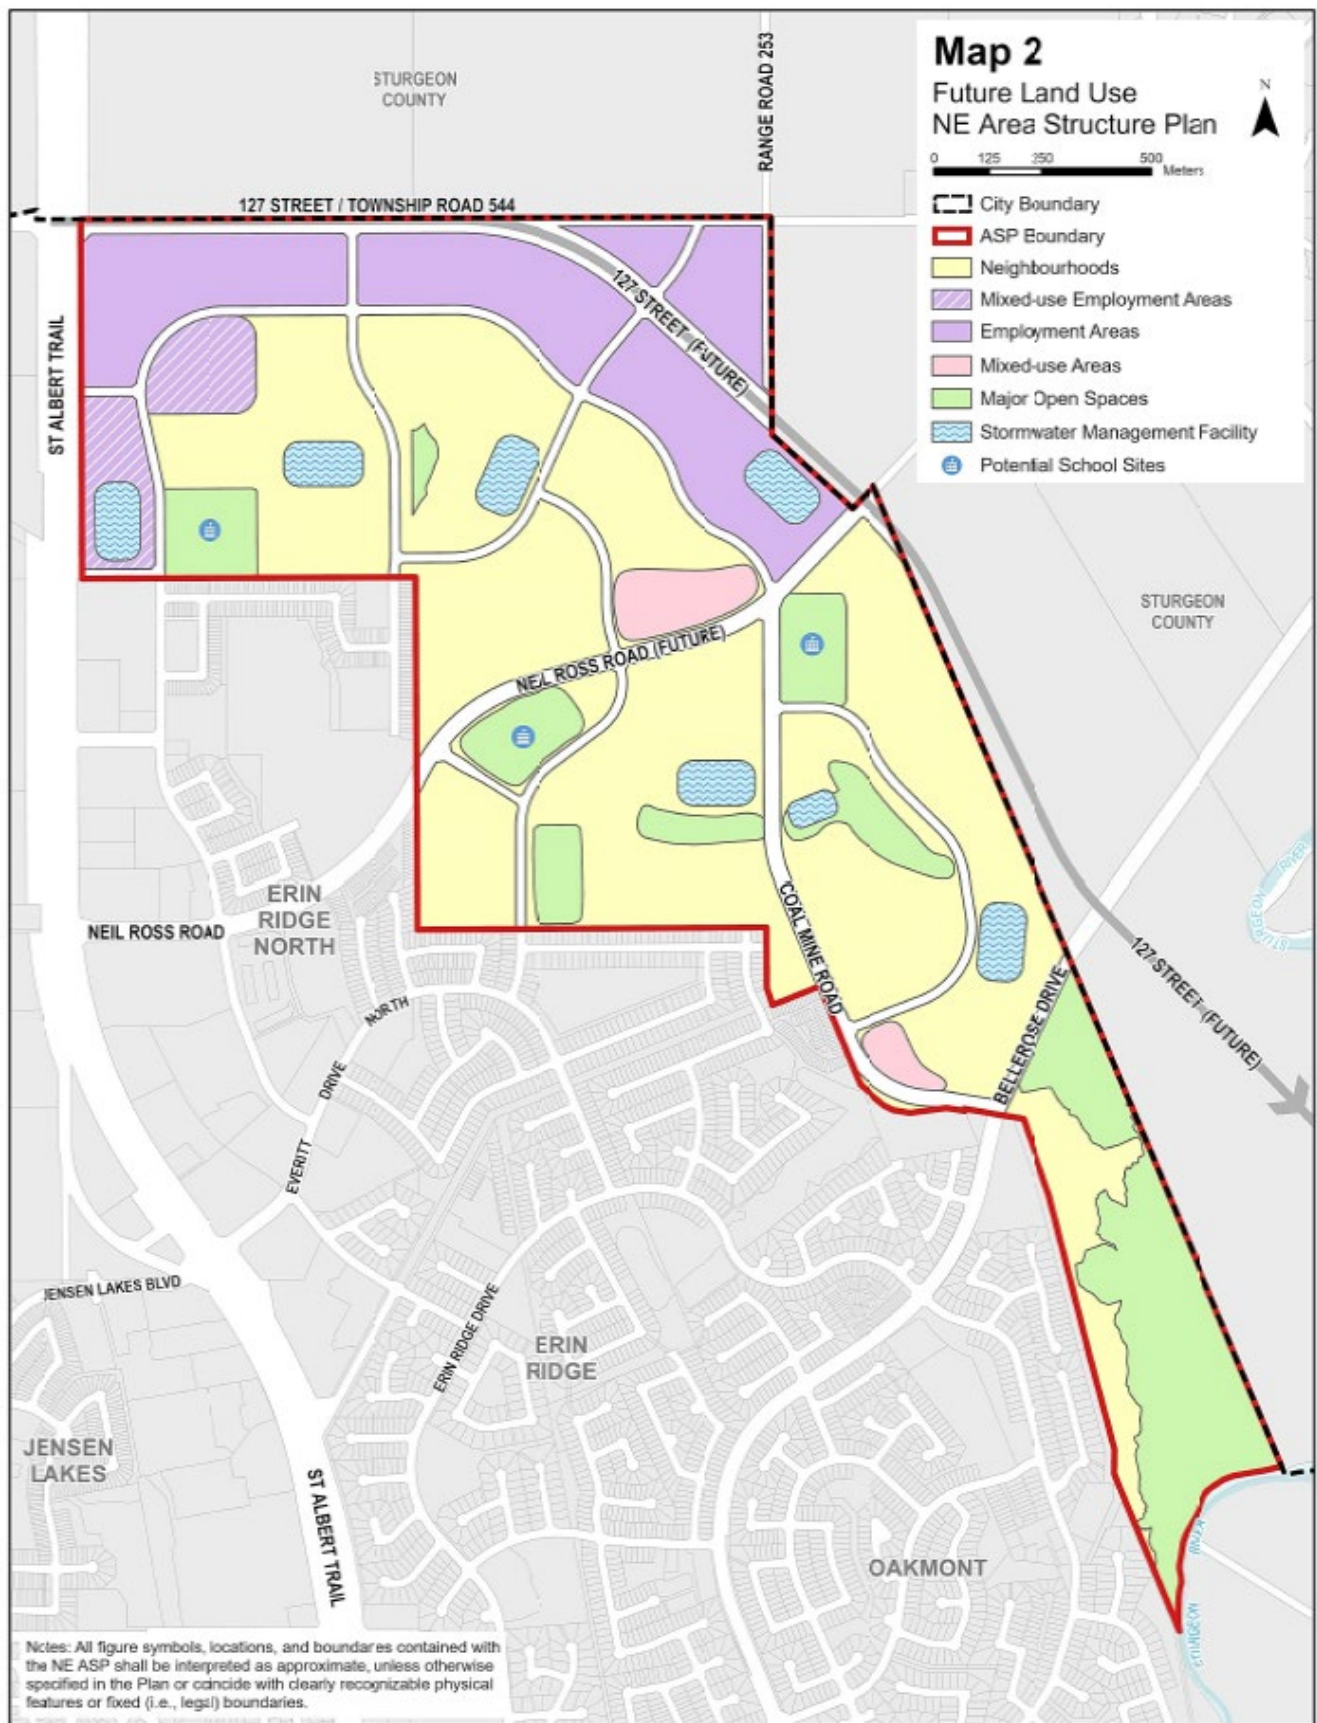 Map 2
Future Land Use
NE Area Structure Plan
N
0 125 250 500
Meters
City Boundary
ASP Boundary
Neighbourhoods
Mixed-use Employment Areas
Employment Areas
Mixed-use Areas
Major Open Spaces
Stormwater Management Facility
Potential School Sites
STURGEON
COUNTY
RANGE ROAD 253
127 STREET / TOWNSHIP ROAD 544
127 STREET (FUTURE)
ST ALBERT TRAIL
STURGEON
COUNTY
NEIL ROSS ROAD (FUTURE)
COAL MINE ROAD
BELLEROSE DRIVE
127 STREET (FUTURE)
STURGEON RIVER
ERIN
RIDGE
NORTH
NEIL ROSS ROAD
EVERITT DRIVE NORTH
JENSEN LAKES BLVD
ERIN RIDGE DRIVE
ERIN
RIDGE
JENSEN
LAKES
ST ALBERT TRAIL
OAKMONT
STURGEON RIVER
Notes: All figure symbols, locations, and boundaries contained with
the NE ASP shall be interpreted as approximate, unless otherwise
specified in the Plan or coincide with clearly recognizable physical
features or fixed (i.e., legal) boundaries.